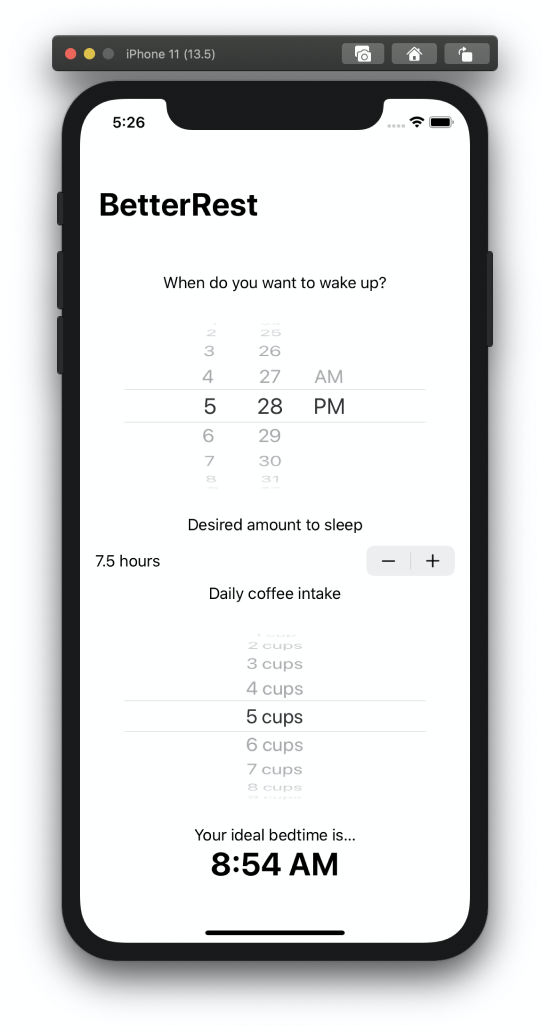 iPhone 11 (13.5)
5:26
BetterRest
When do you want to wake up?
2 25
3 26
4 27 AM
5 28 PM
6 29
7 30
8 31
Desired amount to sleep
7.5 hours − +
Daily coffee intake
2 cups
3 cups
4 cups
5 cups
6 cups
7 cups
8 cups
Your ideal bedtime is...
8:54 AM